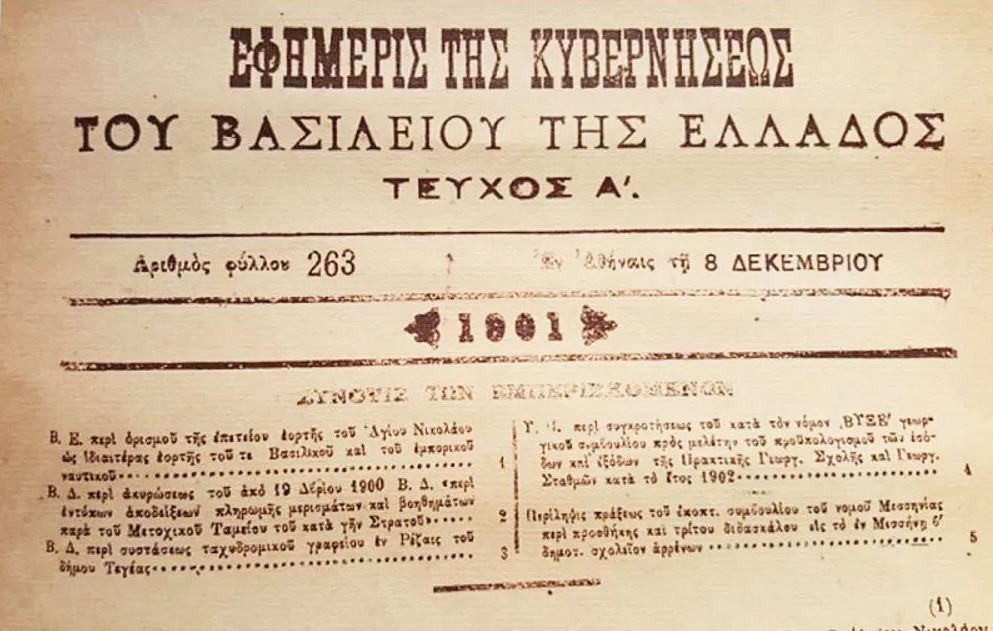 ΕΦΗΜΕΡΙΣ ΤΗΣ ΚΥΒΕΡΝΗΣΕΩΣ
ΤΟΥ ΒΑΣΙΛΕΙΟΥ ΤΗΣ ΕΛΛΑΔΟΣ
ΤΕΥΧΟΣ Α'.
Ἀριθμὸς φύλλου 263
Ἐν Ἀθήναις τῇ 8 ΔΕΚΕΜΒΡΙΟΥ
1901
ΣΥΝΟΨΙΣ ΤΩΝ ΕΜΠΕΡΙΕΧΟΜΕΝΩΝ
Β. Ε. περὶ ὁρισμοῦ τῆς ἐπετείου ἑορτῆς τοῦ Ἁγίου Νικολάου
ὡς ἰδιαιτέρας ἑορτῆς τοῦ τε Βασιλικοῦ καὶ τοῦ ἐμπορικοῦ
ναυτικοῦ 1
Β. Δ. περὶ ἀκυρώσεως τοῦ ἀπὸ 19 1900 Β. Δ. «περὶ
ἐντύπων ἀποδείξεων πληρωμῆς μερισμάτων καὶ βοηθημάτων
παρὰ τοῦ Μετοχικοῦ Ταμείου τοῦ κατὰ γῆν Στρατοῦ» 2
Β. Δ. περὶ συστάσεως ταχυδρομικοῦ γραφείου ἐν Ρίζαις τοῦ
δήμου Τεγέας 3
περὶ συγκροτήσεως τοῦ κατὰ τὸν νόμον ͵ΒΥΞΕ' γεωρ-
γικοῦ συμβουλίου πρὸς μελέτην τοῦ προϋπολογισμοῦ τῶν ἐσό-
δων καὶ ἐξόδων τῆς Πρακτικῆς Γεωργ. Σχολῆς καὶ Γεωργ.
Σταθμῶν κατὰ τὸ ἔτος 1902 4
Περίληψις πράξεως τοῦ ἐποπτ. συμβουλίου τοῦ νομοῦ Μεσσηνίας
περὶ προσθήκης καὶ τρίτου διδασκάλου εἰς τὸ ἐν Μεσσήνῃ β'
δημοτ. σχολεῖον ἀρρένων 5
(1)